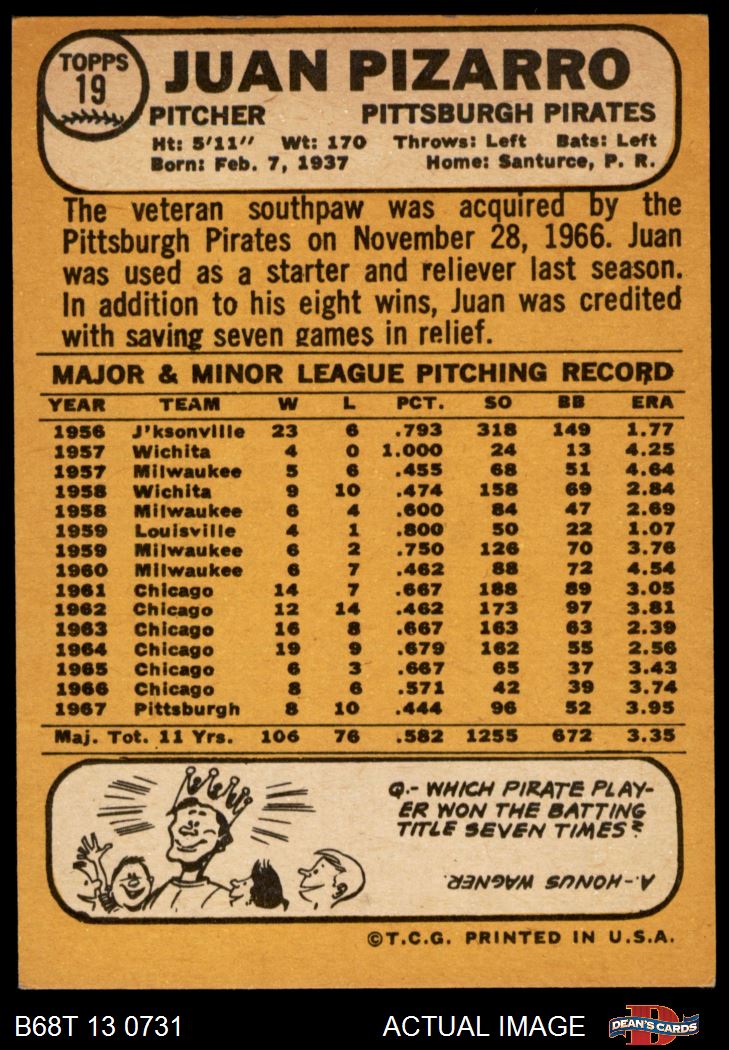 TOPPS
19
JUAN PIZARRO
PITCHER PITTSBURGH PIRATES
Ht: 5'11" Wt: 170 Throws: Left Bats: Left
Born: Feb. 7, 1937 Home: Santurce, P. R.
The veteran southpaw was acquired by the
Pittsburgh Pirates on November 28, 1966. Juan
was used as a starter and reliever last season.
In addition to his eight wins, Juan was credited
with saving seven games in relief.
MAJOR & MINOR LEAGUE PITCHING RECORD
YEAR TEAM W L PCT. SO BB ERA
1956 J'ksonville 23 6 .793 318 149 1.77
1957 Wichita 4 0 1.000 24 13 4.25
1957 Milwaukee 5 6 .455 68 51 4.64
1958 Wichita 9 10 .474 158 69 2.84
1958 Milwaukee 6 4 .600 84 47 2.69
1959 Louisville 4 1 .800 50 22 1.07
1959 Milwaukee 6 2 .750 126 70 3.76
1960 Milwaukee 6 7 .462 88 72 4.54
1961 Chicago 14 7 .667 188 89 3.05
1962 Chicago 12 14 .462 173 97 3.81
1963 Chicago 16 8 .667 163 63 2.39
1964 Chicago 19 9 .679 162 55 2.56
1965 Chicago 6 3 .667 65 37 3.43
1966 Chicago 8 6 .571 42 39 3.74
1967 Pittsburgh 8 10 .444 96 52 3.95
Maj. Tot. 11 Yrs. 106 76 .582 1255 672 3.35
Q.- WHICH PIRATE PLAY-
ER WON THE BATTING
TITLE SEVEN TIMES?
A.-HONUS WAGNER.
©T.C.G. PRINTED IN U.S.A.
B68T 13 0731 ACTUAL IMAGE DEAN'S CARDS